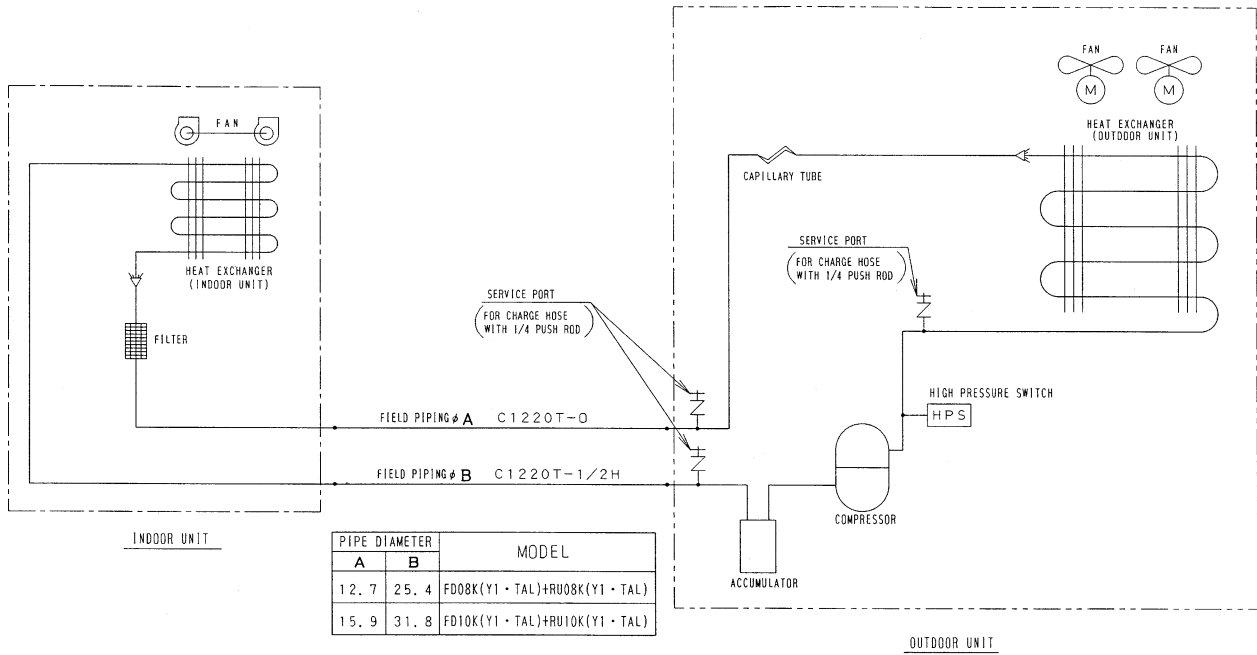 FAN
HEAT EXCHANGER
(INDOOR UNIT)
FILTER
INDOOR UNIT
SERVICE PORT
(FOR CHARGE HOSE
WITH 1/4 PUSH ROD)
FIELD PIPING φ A C1220T-O
FIELD PIPING φ B C1220T-1/2H
PIPE DIAMETER MODEL
A B
12.7 25.4 FD08K(Y1・TAL)+RU08K(Y1・TAL)
15.9 31.8 FD10K(Y1・TAL)+RU10K(Y1・TAL)
FAN FAN
M M
HEAT EXCHANGER
(OUTDOOR UNIT)
CAPILLARY TUBE
SERVICE PORT
(FOR CHARGE HOSE
WITH 1/4 PUSH ROD)
HIGH PRESSURE SWITCH
HPS
COMPRESSOR
ACCUMULATOR
OUTDOOR UNIT